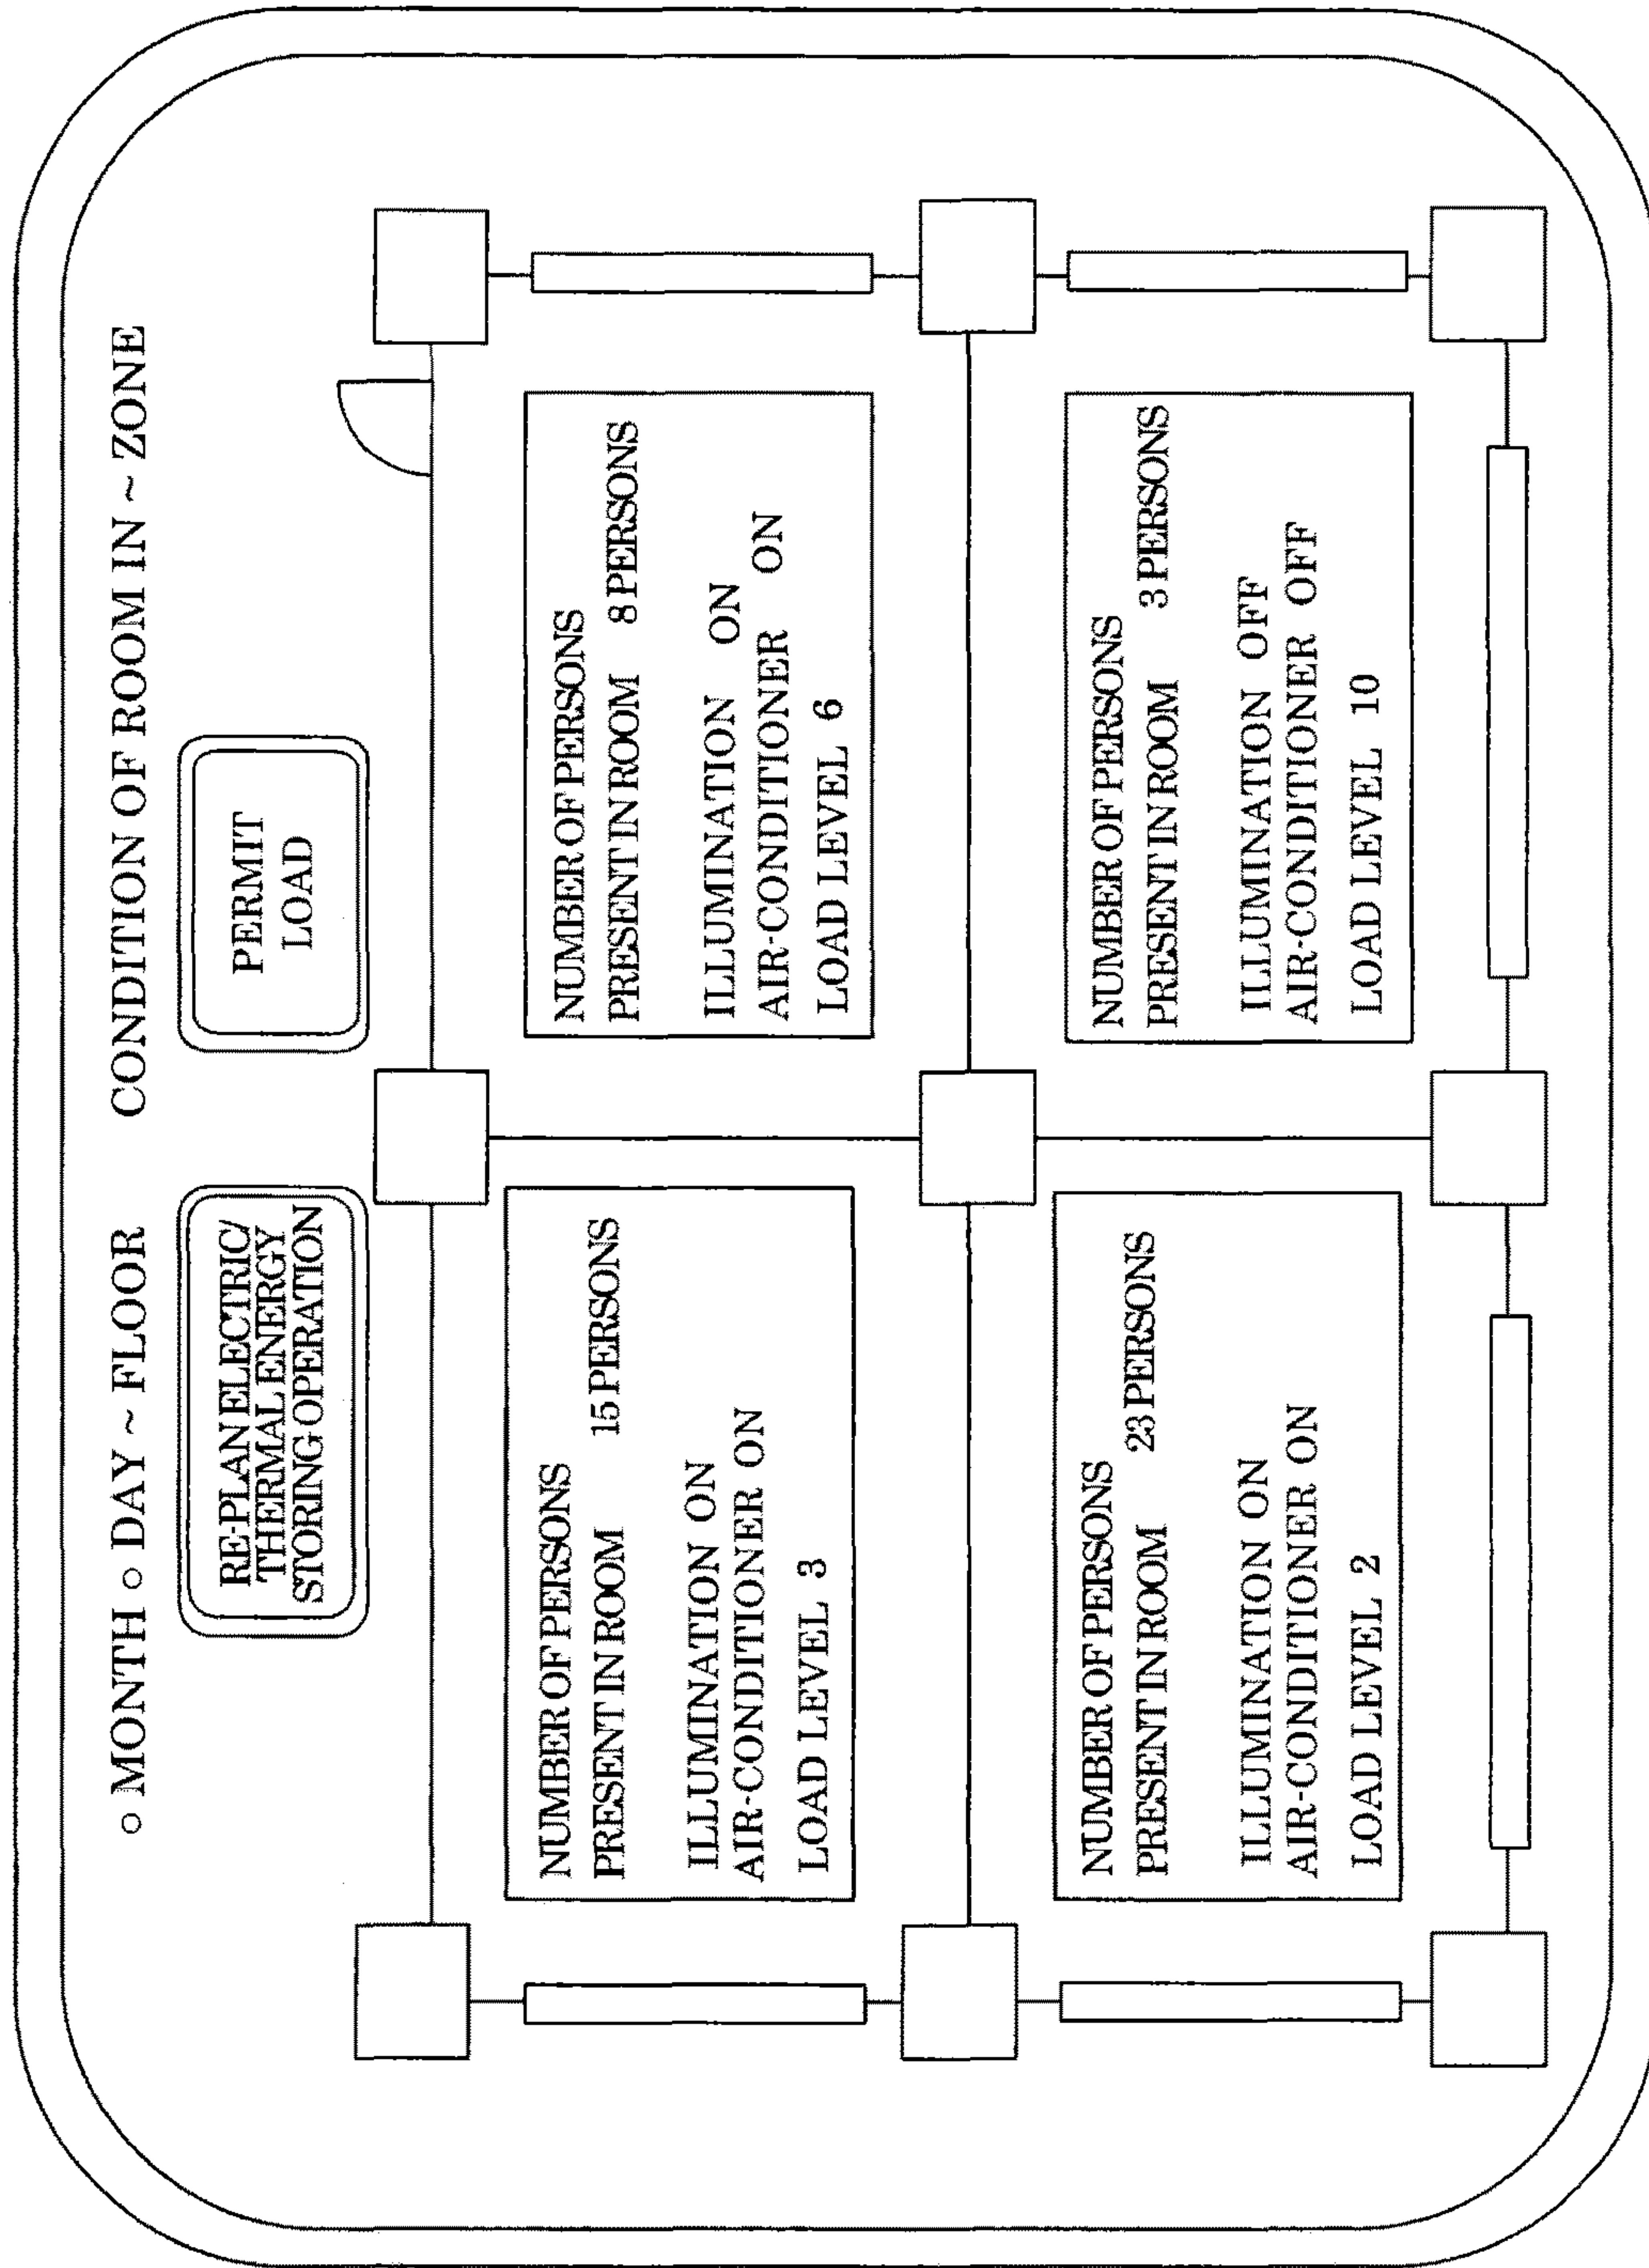 ○ MONTH ○ DAY ~ FLOOR CONDITION OF ROOM IN ~ ZONE
RE-PLAN ELECTRIC/
THERMAL ENERGY
STORING OPERATION
PERMIT
LOAD
NUMBER OF PERSONS
PRESENT IN ROOM 15 PERSONS
ILLUMINATION ON
AIR-CONDITIONER ON
LOAD LEVEL 3
NUMBER OF PERSONS
PRESENT IN ROOM 8 PERSONS
ILLUMINATION ON
AIR-CONDITIONER ON
LOAD LEVEL 6
NUMBER OF PERSONS
PRESENT IN ROOM 23 PERSONS
ILLUMINATION ON
AIR-CONDITIONER ON
LOAD LEVEL 2
NUMBER OF PERSONS
PRESENT IN ROOM 3 PERSONS
ILLUMINATION OFF
AIR-CONDITIONER OFF
LOAD LEVEL 10